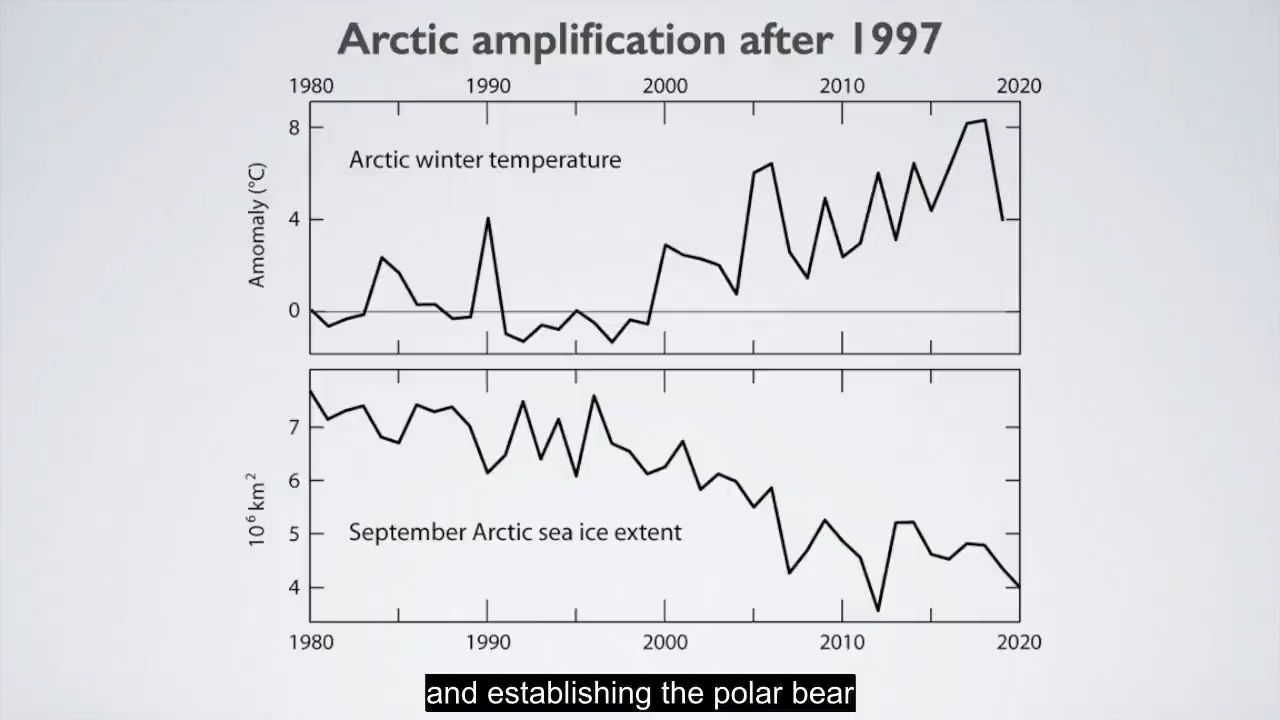 Arctic amplification after 1997
1980 1990 2000 2010 2020
8
4
0
Amomaly (°C)
Arctic winter temperature
7
6
5
4
10⁶ km²
September Arctic sea ice extent
1980 1990 2000 2010 2020
and establishing the polar bear